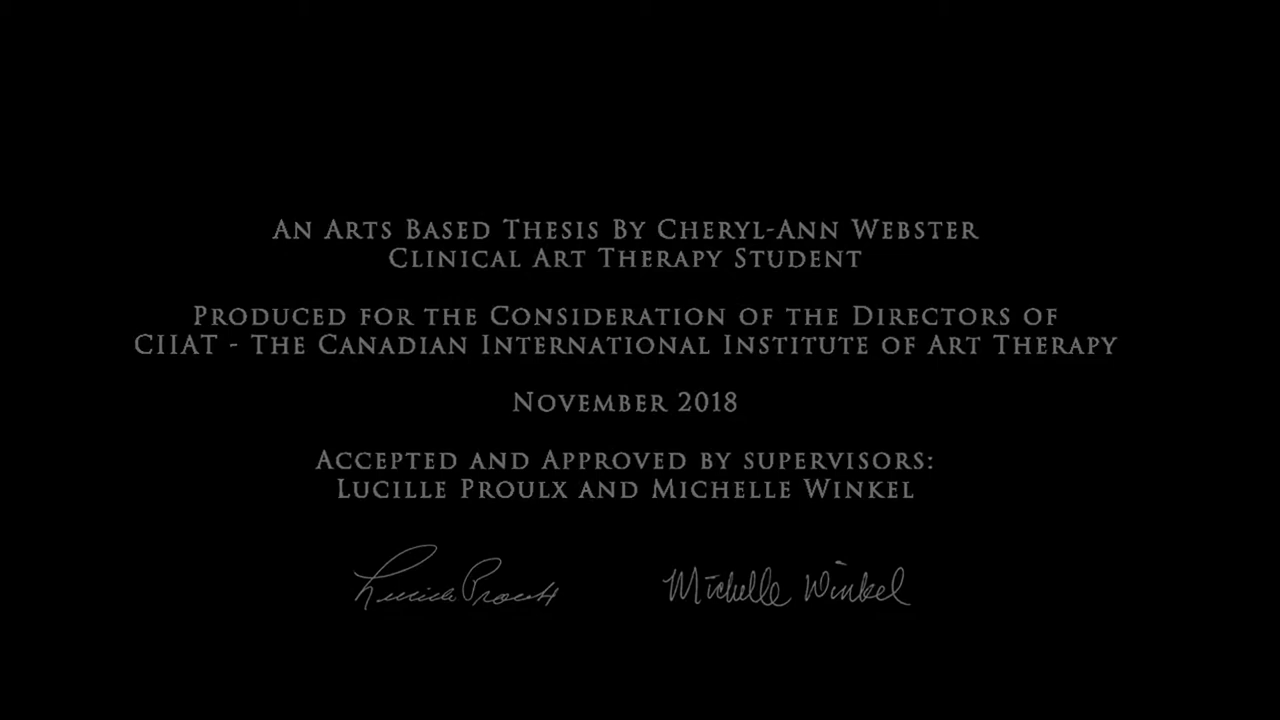 An Arts Based Thesis By Cheryl-Ann Webster
Clinical Art Therapy Student
Produced for the Consideration of the Directors of
CIIAT - The Canadian International Institute of Art Therapy
November 2018
Accepted and Approved by supervisors:
Lucille Proulx and Michelle Winkel
Lucille Proulx Michelle Winkel